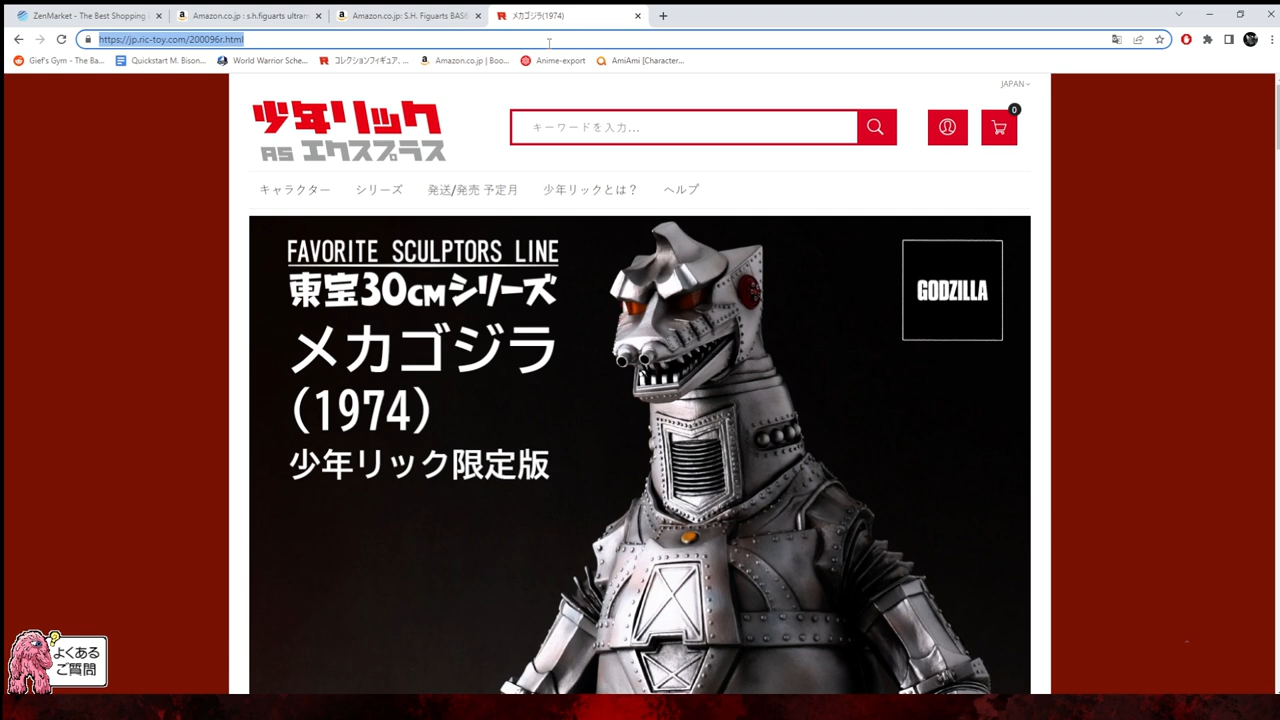 ZenMarket - The Best Shopping
Amazon.co.jp : s.h.figuarts ultram
Amazon.co.jp: S.H. Figuarts BAS6
メカゴジラ(1974)
https://jp.ric-toy.com/200096r.html
Gief's Gym - The Ba...
Quickstart M. Bison...
World Warrior Sche...
コレクションフィギュア、...
Amazon.co.jp | Boo...
Anime-export
AmiAmi [Character...
JAPAN
少年リック
AS エクスプラス
キーワードを入力...
0
キャラクター
シリーズ
発送/発売 予定月
少年リックとは？
ヘルプ
FAVORITE SCULPTORS LINE
東宝30CMシリーズ
メカゴジラ
(1974)
少年リック限定版
GODZILLA
よくある
ご質問